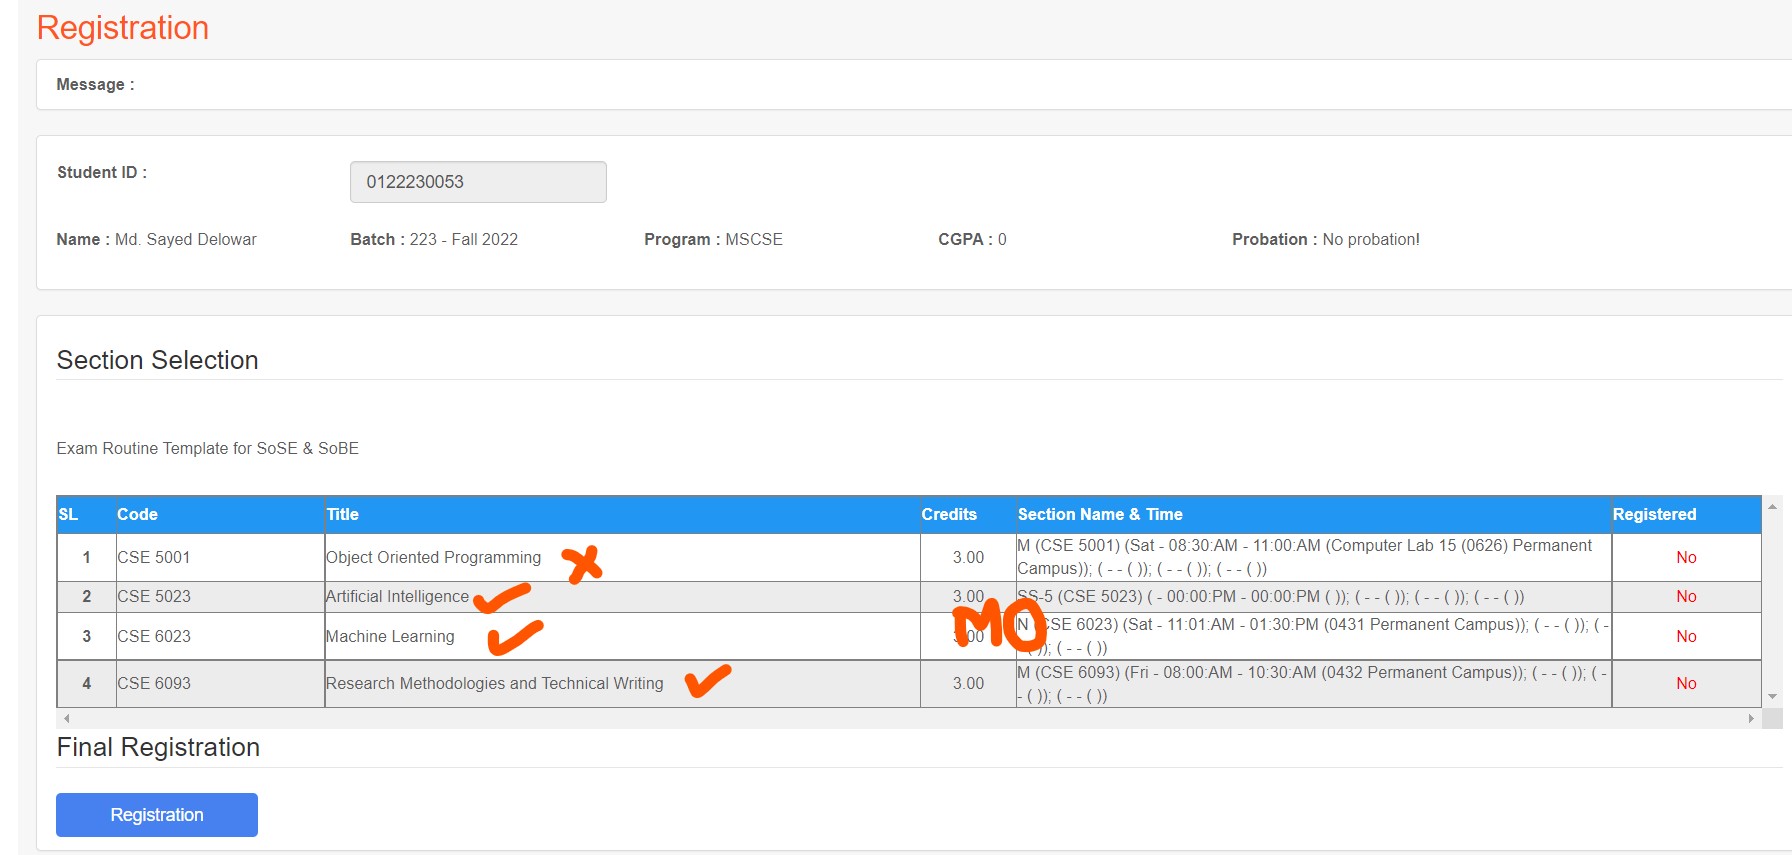 Registration
Message :
Student ID :
0122230053
Name : Md. Sayed Delowar Batch : 223 - Fall 2022 Program : MSCSE CGPA : 0 Probation : No probation!
Section Selection
Exam Routine Template for SoSE & SoBE
SL Code Title Credits Section Name & Time Registered
1 CSE 5001 Object Oriented Programming 3.00 M (CSE 5001) (Sat - 08:30:AM - 11:00:AM (Computer Lab 15 (0626) Permanent No
Campus)); ( - - ( )); ( - - ( )); ( - - ( ))
2 CSE 5023 Artificial Intelligence 3.00 SS-5 (CSE 5023) ( - 00:00:PM - 00:00:PM ( )); ( - - ( )); ( - - ( )); ( - - ( )) No
MO
3 CSE 6023 Machine Learning 3.00 N (CSE 6023) (Sat - 11:01:AM - 01:30:PM (0431 Permanent Campus)); ( - - ( )); ( - No
- ( )); ( - - ( ))
4 CSE 6093 Research Methodologies and Technical Writing 3.00 M (CSE 6093) (Fri - 08:00:AM - 10:30:AM (0432 Permanent Campus)); ( - - ( )); ( - No
- ( )); ( - - ( ))
Final Registration
Registration